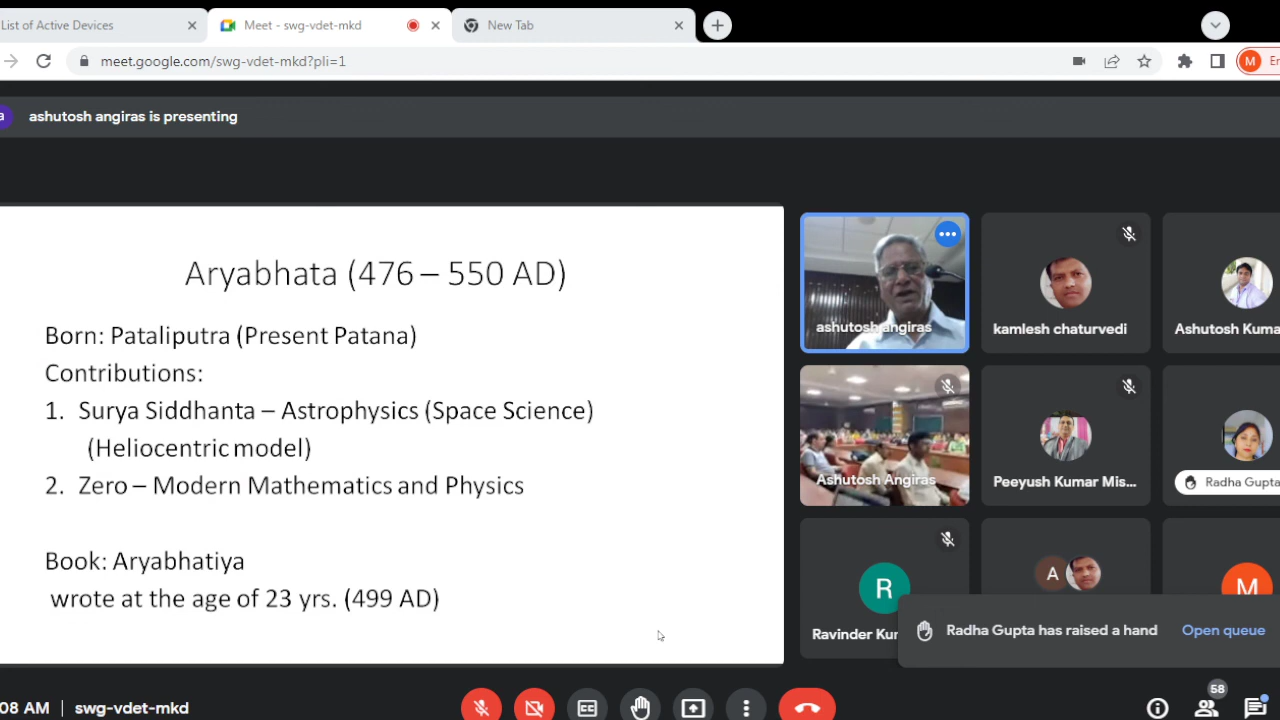 List of Active Devices
Meet - swg-vdet-mkd
New Tab
meet.google.com/swg-vdet-mkd?pli=1
M
a
ashutosh angiras is presenting
Aryabhata (476 – 550 AD)
Born: Pataliputra (Present Patana)
Contributions:
1. Surya Siddhanta – Astrophysics (Space Science)
(Heliocentric model)
2. Zero – Modern Mathematics and Physics
Book: Aryabhatiya
wrote at the age of 23 yrs. (499 AD)
ashutosh angiras
kamlesh chaturvedi
Ashutosh Kuma
Ashutosh Angiras
Peeyush Kumar Mis...
Radha Gupta
R
A
M
Ravinder Kur
Radha Gupta has raised a hand
Open queue
:08 AM | swg-vdet-mkd
CC
58